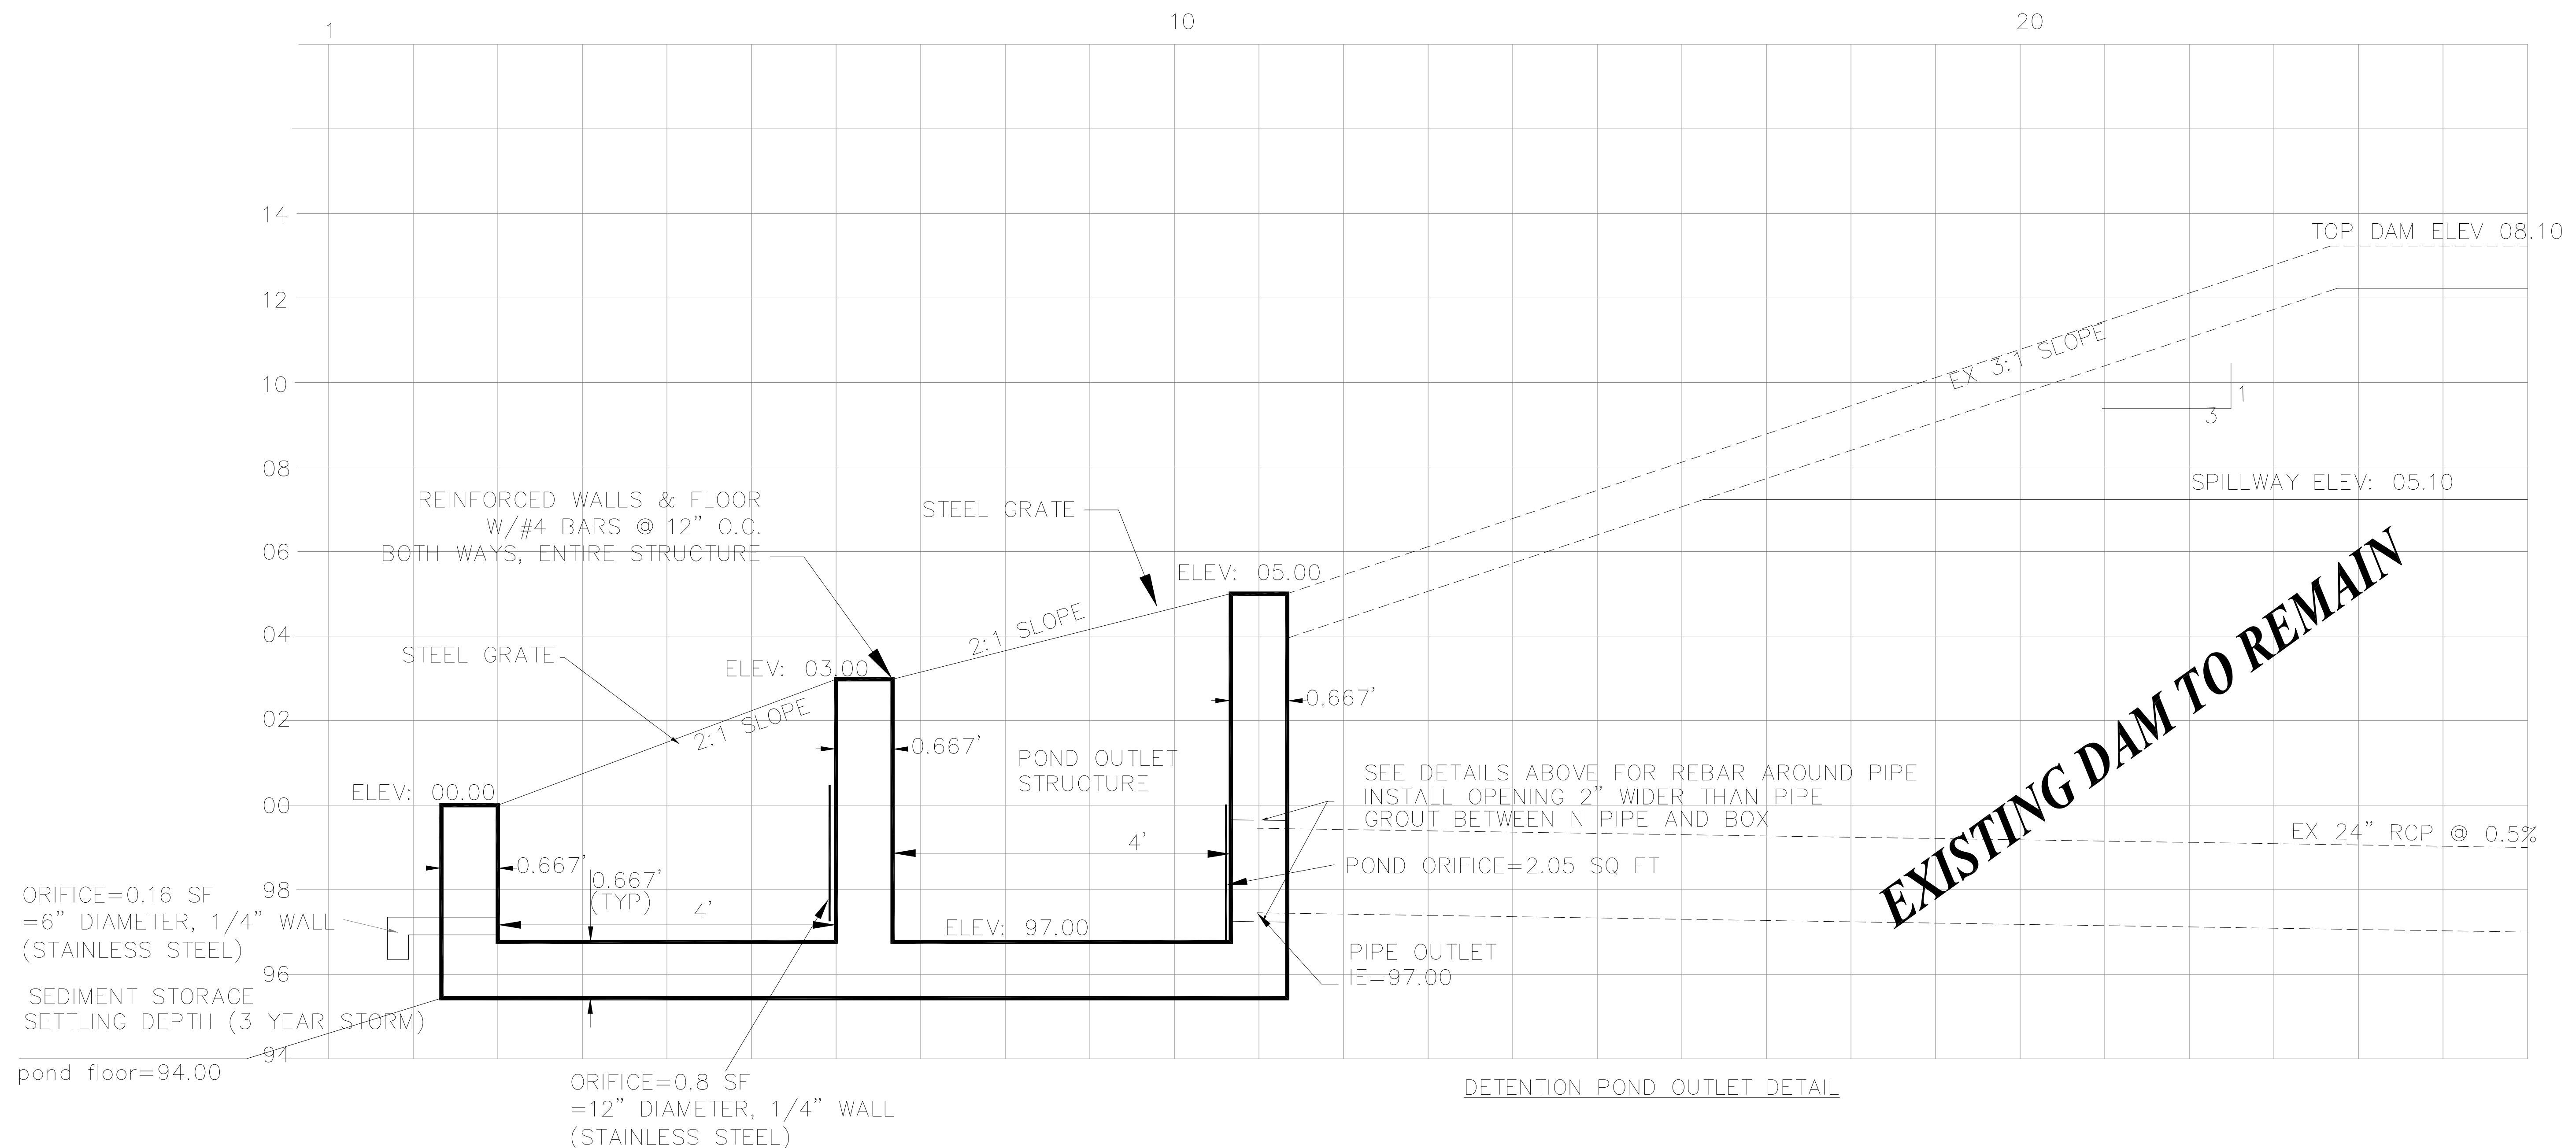 1
10
20
14
12
10
08
06
04
02
00
98
96
94
TOP DAM ELEV 08.10
EX 3:1 SLOPE
1
3
SPILLWAY ELEV: 05.10
REINFORCED WALLS & FLOOR
W/#4 BARS @ 12" O.C.
BOTH WAYS, ENTIRE STRUCTURE
STEEL GRATE
ELEV: 05.00
2:1 SLOPE
STEEL GRATE
ELEV: 03.00
2:1 SLOPE
0.667'
0.667'
POND OUTLET
STRUCTURE
ELEV: 00.00
SEE DETAILS ABOVE FOR REBAR AROUND PIPE
INSTALL OPENING 2" WIDER THAN PIPE
GROUT BETWEEN N PIPE AND BOX
EX 24" RCP @ 0.5%
EXISTING DAM TO REMAIN
4'
POND ORIFICE=2.05 SQ FT
0.667'
0.667'
(TYP)
4'
ORIFICE=0.16 SF
=6" DIAMETER, 1/4" WALL
(STAINLESS STEEL)
ELEV: 97.00
PIPE OUTLET
IE=97.00
SEDIMENT STORAGE
SETTLING DEPTH (3 YEAR STORM)
pond floor=94.00
ORIFICE=0.8 SF
=12" DIAMETER, 1/4" WALL
(STAINLESS STEEL)
DETENTION POND OUTLET DETAIL